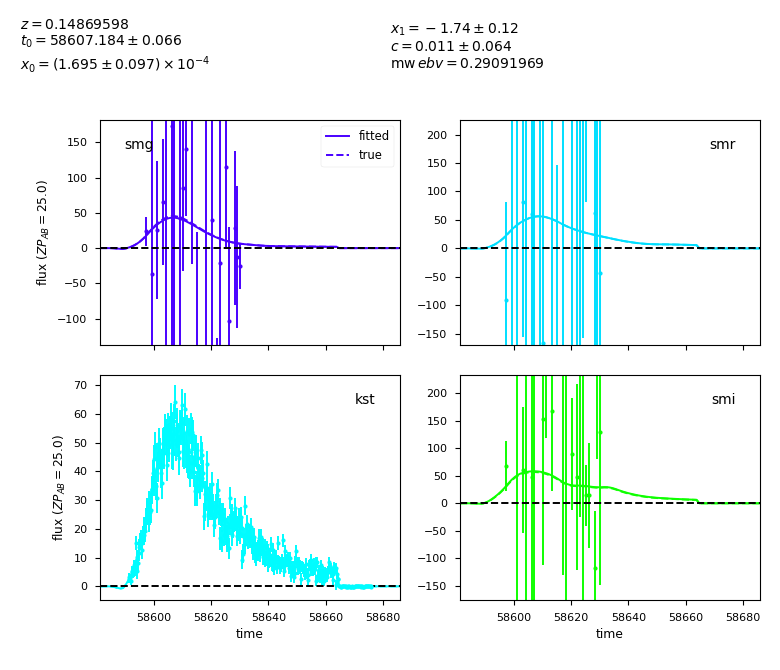 z = 0.14869598
t₀ = 58607.184 ± 0.066
x₀ = (1.695 ± 0.097) × 10⁻⁴
x₁ = −1.74 ± 0.12
c = 0.011 ± 0.064
mw ebv = 0.29091969
smg
fitted
true
150
100
50
0
−50
−100
flux (ZP_AB = 25.0)
smr
200
150
100
50
0
−50
−100
−150
kst
70
60
50
40
30
20
10
0
flux (ZP_AB = 25.0)
58600 58620 58640 58660 58680
time
smi
200
150
100
50
0
−50
−100
−150
58600 58620 58640 58660 58680
time